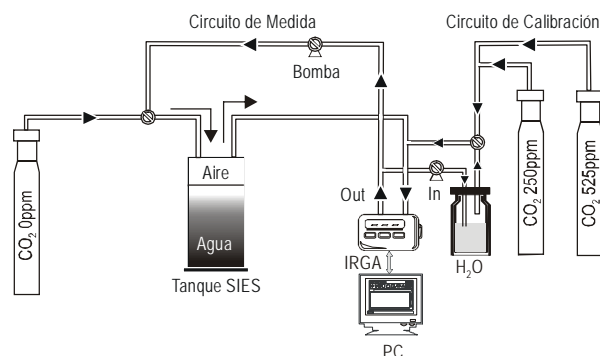 Circuito de Medida
Circuito de Calibración
Bomba
CO2 0ppm
Aire
Agua
Tanque SIES
Out
In
IRGA
H2O
CO2 250ppm
CO2 525ppm
PC